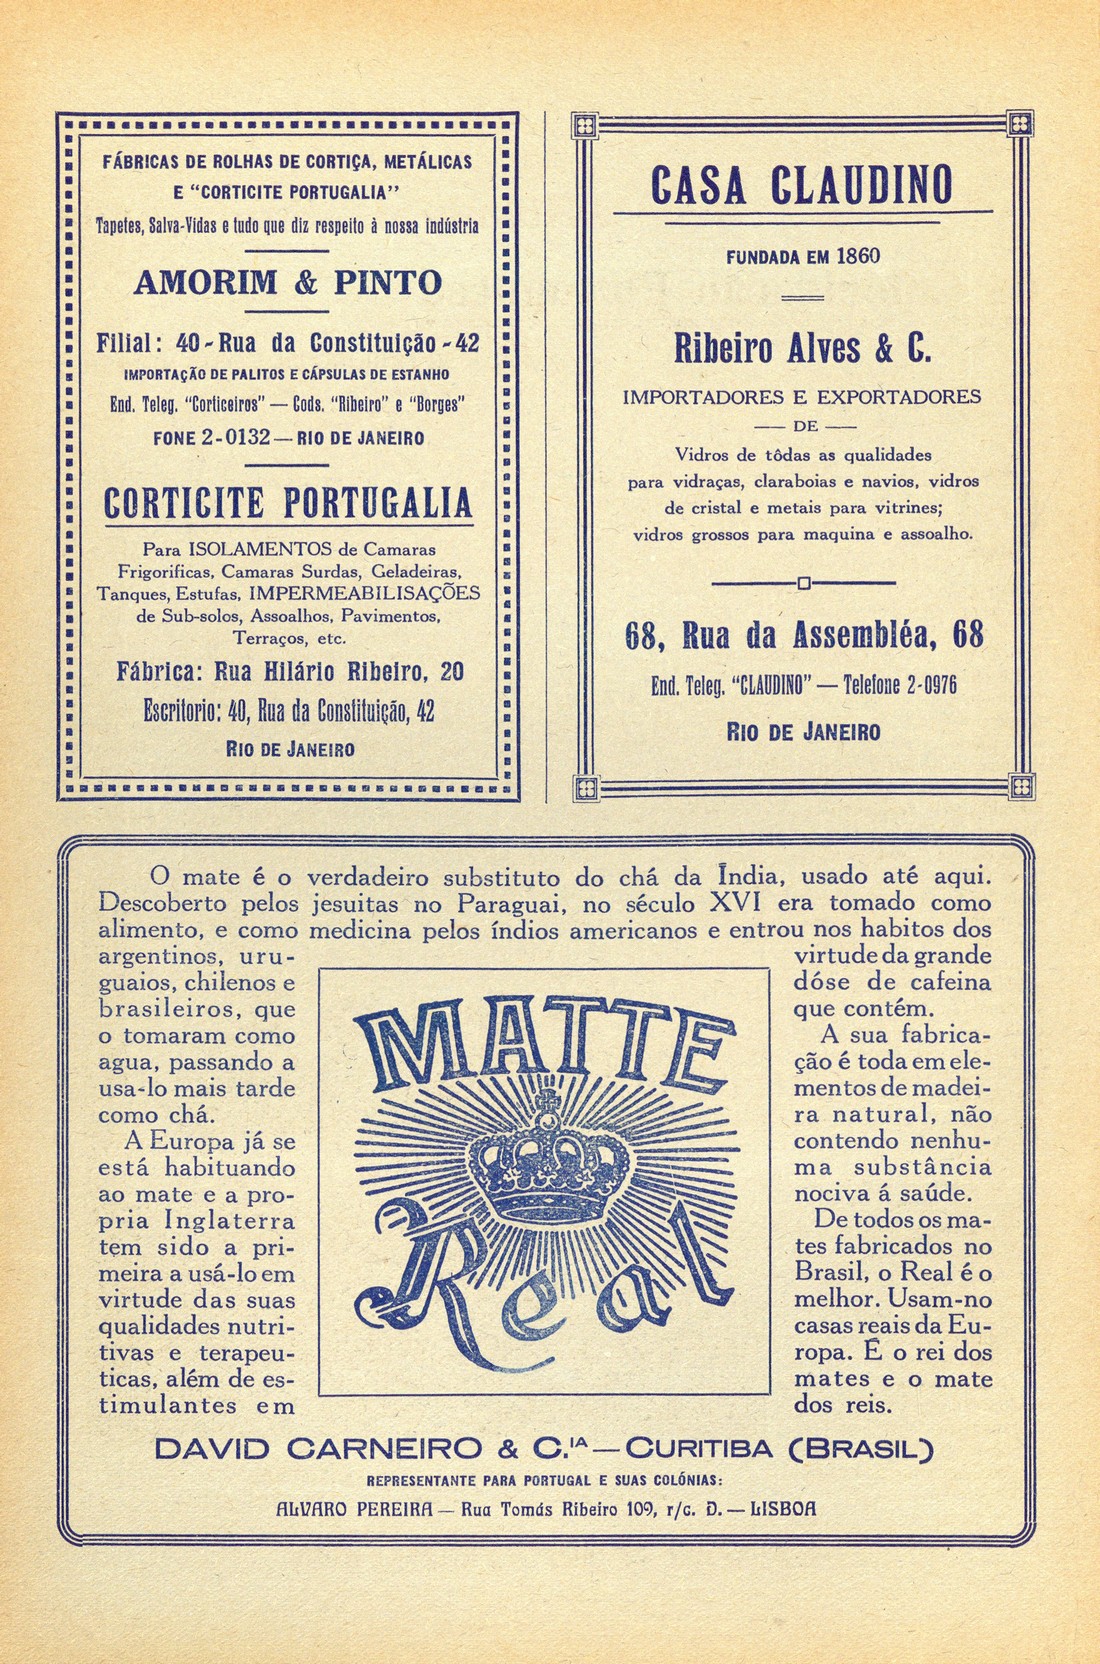 FÁBRICAS DE ROLHAS DE CORTIÇA, METÁLICAS
E "CORTICITE PORTUGALIA"
Tapetes, Salva-Vidas e tudo que diz respeito à nossa indústria
AMORIM & PINTO
Filial: 40-Rua da Constituição-42
IMPORTAÇÃO DE PALITOS E CÁPSULAS DE ESTANHO
End. Teleg. "Corticeiros" — Cods. "Ribeiro" e "Borges"
FONE 2-0132 — RIO DE JANEIRO
CORTICITE PORTUGALIA
Para ISOLAMENTOS de Camaras
Frigorificas, Camaras Surdas, Geladeiras,
Tanques, Estufas, IMPERMEABILISAÇÕES
de Sub-solos, Assoalhos, Pavimentos,
Terraços, etc.
Fábrica: Rua Hilário Ribeiro, 20
Escritorio: 40, Rua da Constituição, 42
RIO DE JANEIRO
CASA CLAUDINO
FUNDADA EM 1860
Ribeiro Alves & C.
IMPORTADORES E EXPORTADORES
— DE —
Vidros de tôdas as qualidades
para vidraças, claraboias e navios, vidros
de cristal e metais para vitrines;
vidros grossos para maquina e assoalho.
68, Rua da Assembléa, 68
End. Teleg. "CLAUDINO" — Telefone 2-0976
RIO DE JANEIRO
O mate é o verdadeiro substituto do chá da Índia, usado até aqui.
Descoberto pelos jesuitas no Paraguai, no século XVI era tomado como
alimento, e como medicina pelos índios americanos e entrou nos habitos dos
argentinos, uru-
guaios, chilenos e
brasileiros, que
o tomaram como
agua, passando a
usa-lo mais tarde
como chá.
A Europa já se
está habituando
ao mate e a pro-
pria Inglaterra
tem sido a pri-
meira a usá-lo em
virtude das suas
qualidades nutri-
tivas e terapeu-
ticas, além de es-
timulantes em
MATTE
Real
virtude da grande
dóse de cafeina
que contém.
A sua fabrica-
ção é toda em ele-
mentos de madei-
ra natural, não
contendo nenhu-
ma substância
nociva á saúde.
De todos os ma-
tes fabricados no
Brasil, o Real é o
melhor. Usam-no
casas reais da Eu-
ropa. É o rei dos
mates e o mate
dos reis.
DAVID CARNEIRO & C.IA — CURITIBA (BRASIL)
REPRESENTANTE PARA PORTUGAL E SUAS COLÓNIAS:
ALVARO PEREIRA — Rua Tomás Ribeiro 109, r/c. D. — LISBOA